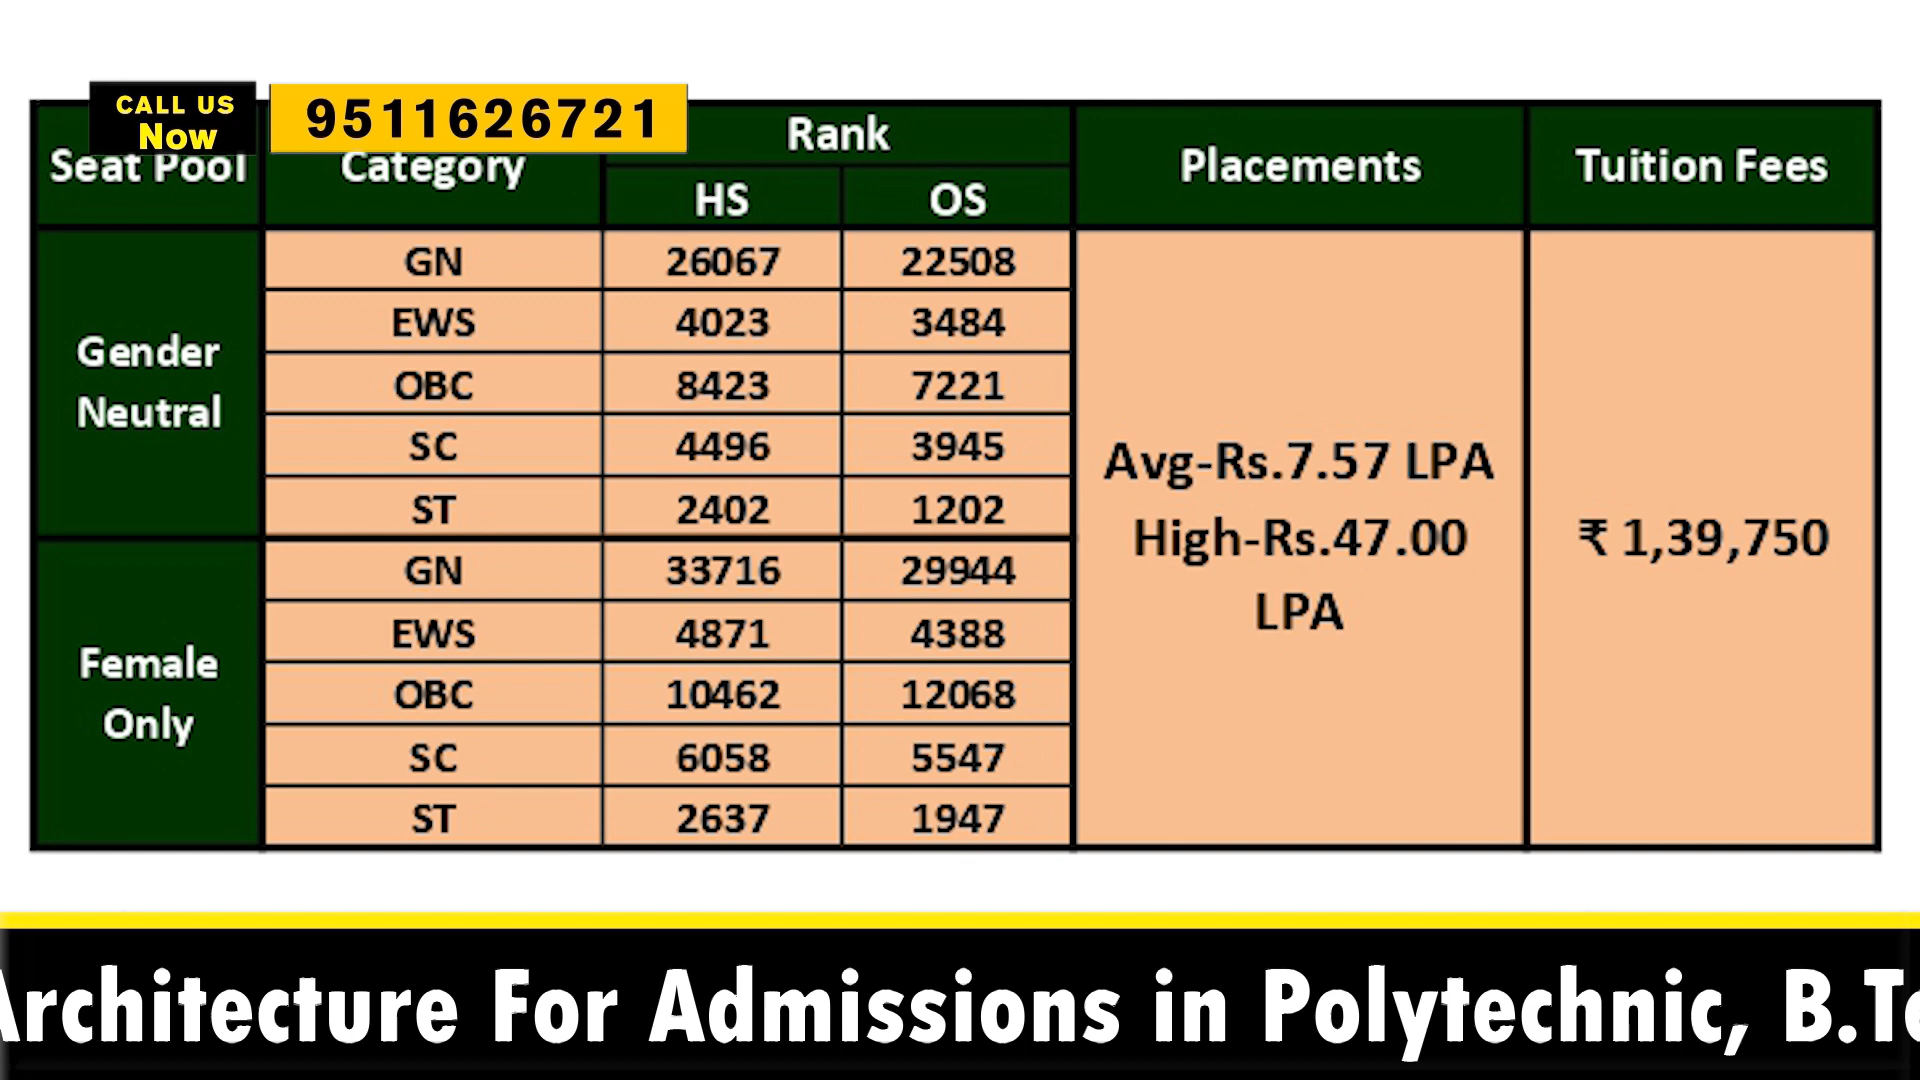 CALL US
Now
9511626721
Seat Pool Category Rank Placements Tuition Fees
HS OS
Gender
Neutral
GN 26067 22508
EWS 4023 3484
OBC 8423 7221
SC 4496 3945
ST 2402 1202
Female
Only
GN 33716 29944
EWS 4871 4388
OBC 10462 12068
SC 6058 5547
ST 2637 1947
Avg-Rs.7.57 LPA
High-Rs.47.00
LPA
₹ 1,39,750
Architecture For Admissions in Polytechnic,